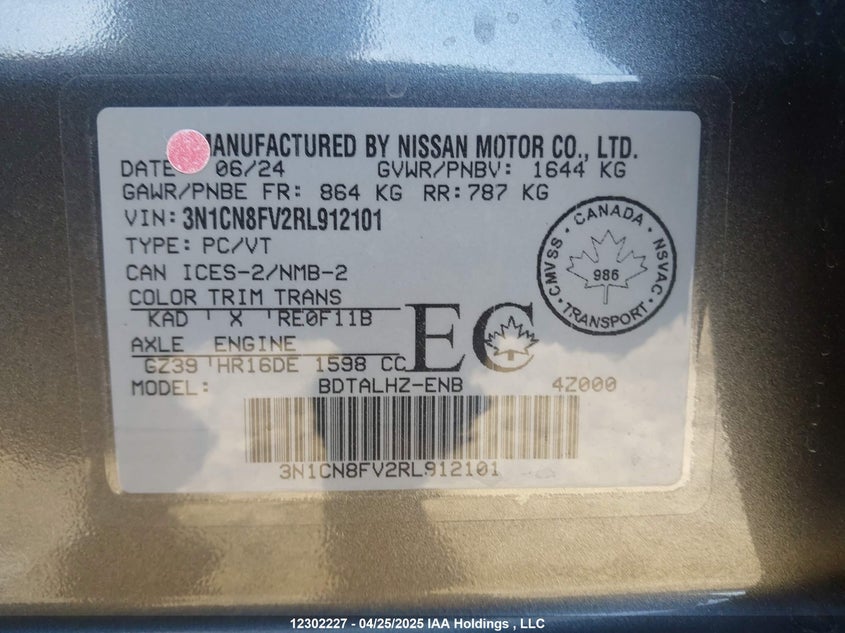 MANUFACTURED BY NISSAN MOTOR CO., LTD.
DATE 06/24 GVWR/PNBV: 1644 KG
GAWR/PNBE FR: 864 KG RR:787 KG
VIN: 3N1CN8FV2RL912101
TYPE: PC/VT
CAN ICES-2/NMB-2
COLOR TRIM TRANS
KAD X RE0F11B
AXLE ENGINE
GZ39 HR16DE 1598 CC
EC
MODEL: BDTALHZ-ENB 4Z000
3N1CN8FV2RL912101
CANADA
CMVSS
NSVAC
986
TRANSPORT
12302227 - 04/25/2025 IAA Holdings , LLC